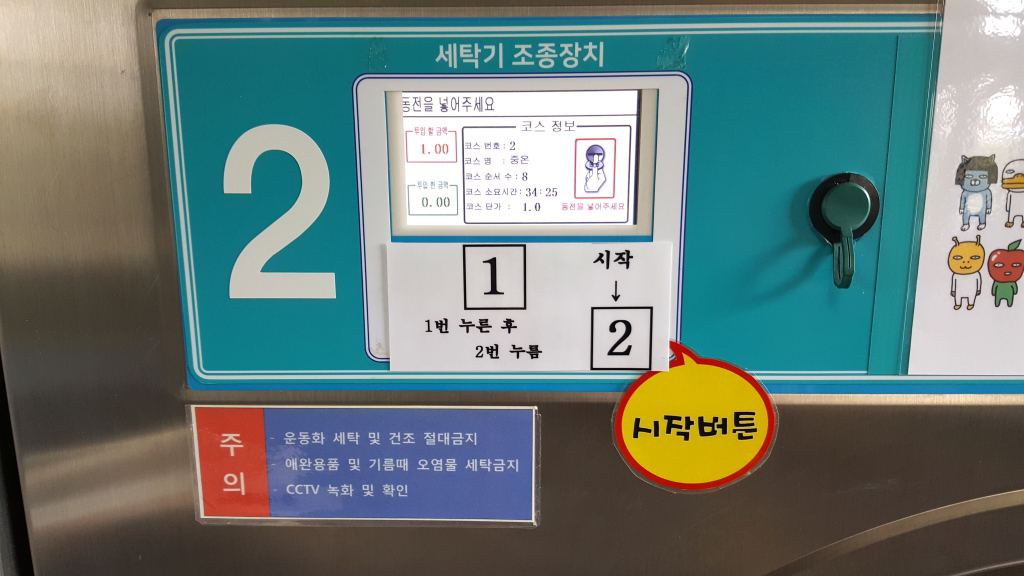 세탁기 조종장치
2
동전을 넣어주세요
투입 할 금액
1.00
투입 한 금액
0.00
코스 정보
코스 번호 : 2
코스 명 : 중온
코스 순서 수 : 8
코스 소요시간 : 34 : 25
코스 단가 : 1.0
동전을 넣어주세요
1
1번 누른 후
2번 누름
시작
↓
2
시작버튼
주의
- 운동화 세탁 및 건조 절대금지
- 애완용품 및 기름때 오염물 세탁금지
- CCTV 녹화 및 확인